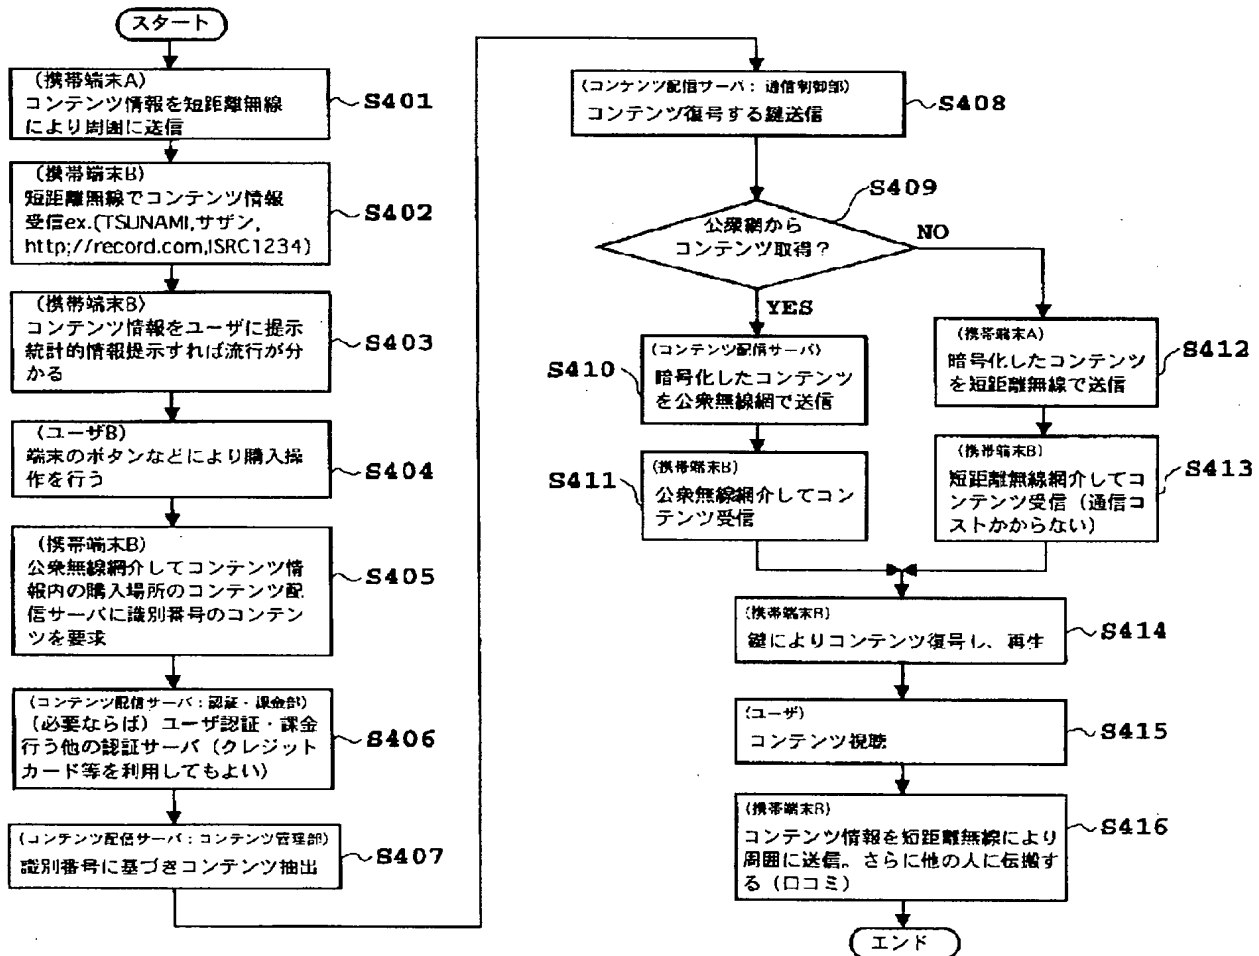 スタート
(携帯端末A)
コンテンツ情報を短距離無線
により周囲に送信
S401
(携帯端末B)
短距離無線でコンテンツ情報
受信ex.(TSUNAMI,サザン,
http;//record.com,ISRC1234)
S402
(携帯端末B)
コンテンツ情報をユーザに提示
統計的情報提示すれば流行が分
かる
S403
(ユーザB)
端末のボタンなどにより購入操
作を行う
S404
(携帯端末B)
公衆無線網介してコンテンツ情
報内の購入場所のコンテンツ配
信サーバに識別番号のコンテン
ツを要求
S405
(コンテンツ配信サーバ：認証・課金部)
(必要ならば) ユーザ認証・課金
行う他の認証サーバ (クレジット
カード等を利用してもよい)
S406
(コンテンツ配信サーバ：コンテンツ管理部)
識別番号に基づきコンテンツ抽出
S407
(コンテンツ配信サーバ：通信制御部)
コンテンツ復号する鍵送信
S408
公衆網から
コンテンツ取得？
S409
NO
YES
(コンテンツ配信サーバ)
暗号化したコンテンツ
を公衆無線網で送信
S410
(携帯端末B)
公衆無線網介してコン
テンツ受信
S411
(携帯端末A)
暗号化したコンテンツ
を短距離無線で送信
S412
(携帯端末B)
短距離無線網介してコ
ンテンツ受信 (通信コ
ストかからない)
S413
(携帯端末B)
鍵によりコンテンツ復号し、再生
S414
(ユーザ)
コンテンツ視聴
S415
(携帯端末B)
コンテンツ情報を短距離無線により
周囲に送信。さらに他の人に伝搬す
る (口コミ)
S416
エンド